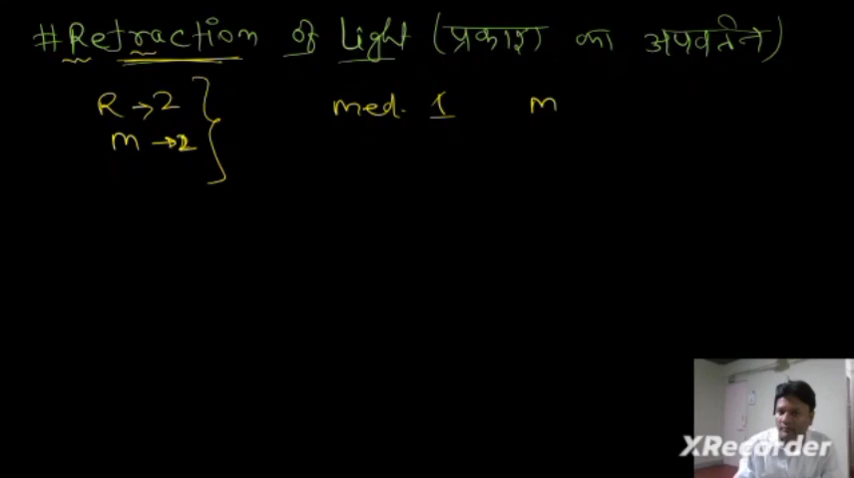 #Refraction of Light (प्रकाश का अपवर्तन)
R→2
med. 1 m
m→2
XRecorder